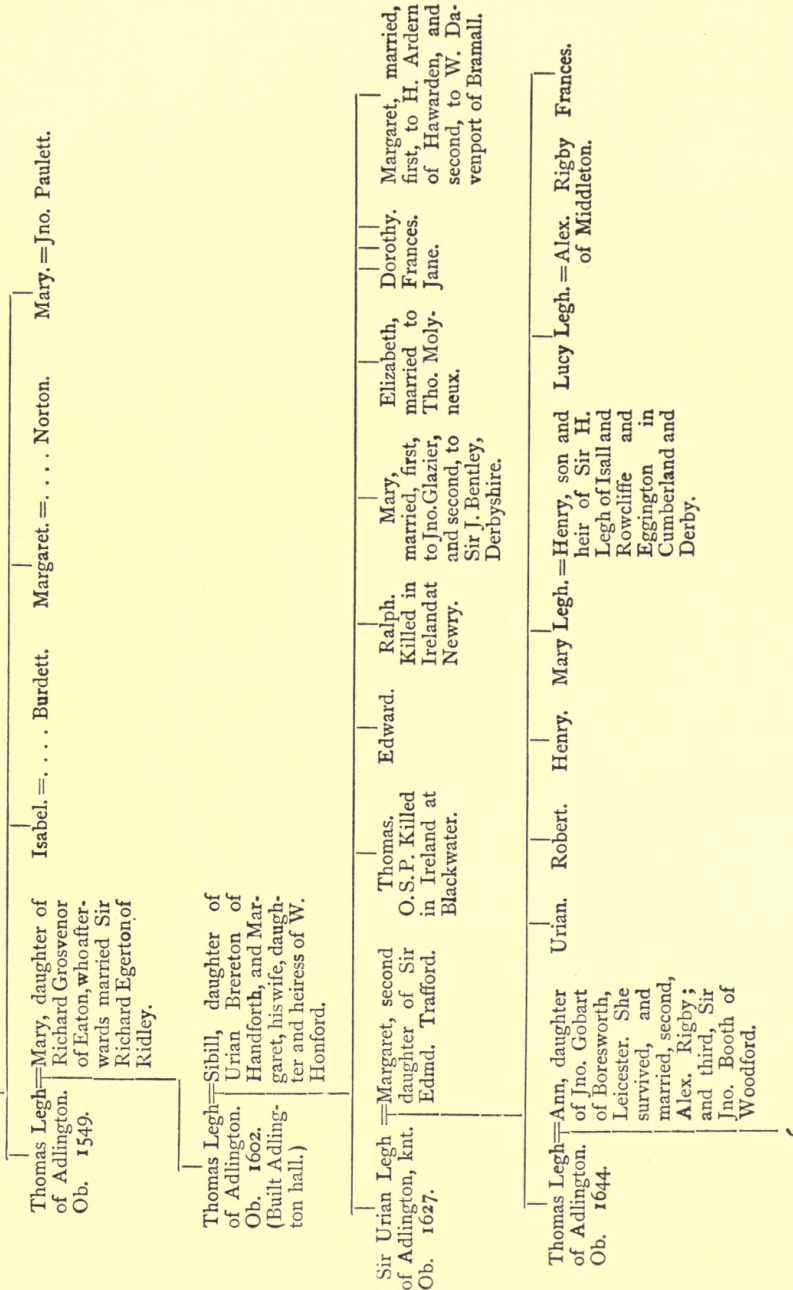 Thomas Legh=Mary, daughter of
of Adlington. Richard Grosvenor
Ob. 1549. of Eaton, who after-
wards married Sir
Richard Egerton of
Ridley.
Isabel. = . . . . Burdett.
Margaret. = . . . . Norton.
Mary. = Jno. Paulett.
Thomas Legh=Sibill, daughter of
of Adlington. Urian Brereton of
Ob. 1602. Handforth, and Mar-
(Built Adling- garet, his wife, daugh-
ton hall.) ter and heiress of W.
Honford.
Sir Urian Legh =Margaret, second
of Adlington, knt. daughter of Sir
Ob. 1627. Edmd. Trafford.
Thomas.
O. S. P. Killed
in Ireland at
Blackwater.
Edward.
Ralph.
Killed in
Ireland at
Newry.
Mary,
married, first,
to Jno. Glazier,
and second, to
Sir J. Bentley,
Derbyshire.
Elizabeth,
married to
Tho. Moly-
neux.
Dorothy.
Frances.
Jane.
Margaret, married,
first, to H. Ardern
of Hawarden, and
second, to W. Da-
venport of Bramall.
Thomas Legh=Ann, daughter
of Adlington. of Jno. Gobart
Ob. 1644. of Boresworth,
Leicester. She
survived, and
married, second,
Alex. Rigby;
and third, Sir
Jno. Booth of
Woodford.
Urian.
Robert.
Henry.
Mary Legh. = Henry, son and
heir of Sir H.
Legh of Isall and
Rowcliffe and
Eggington in
Cumberland and
Derby.
Lucy Legh. = Alex. Rigby
of Middleton.
Frances.